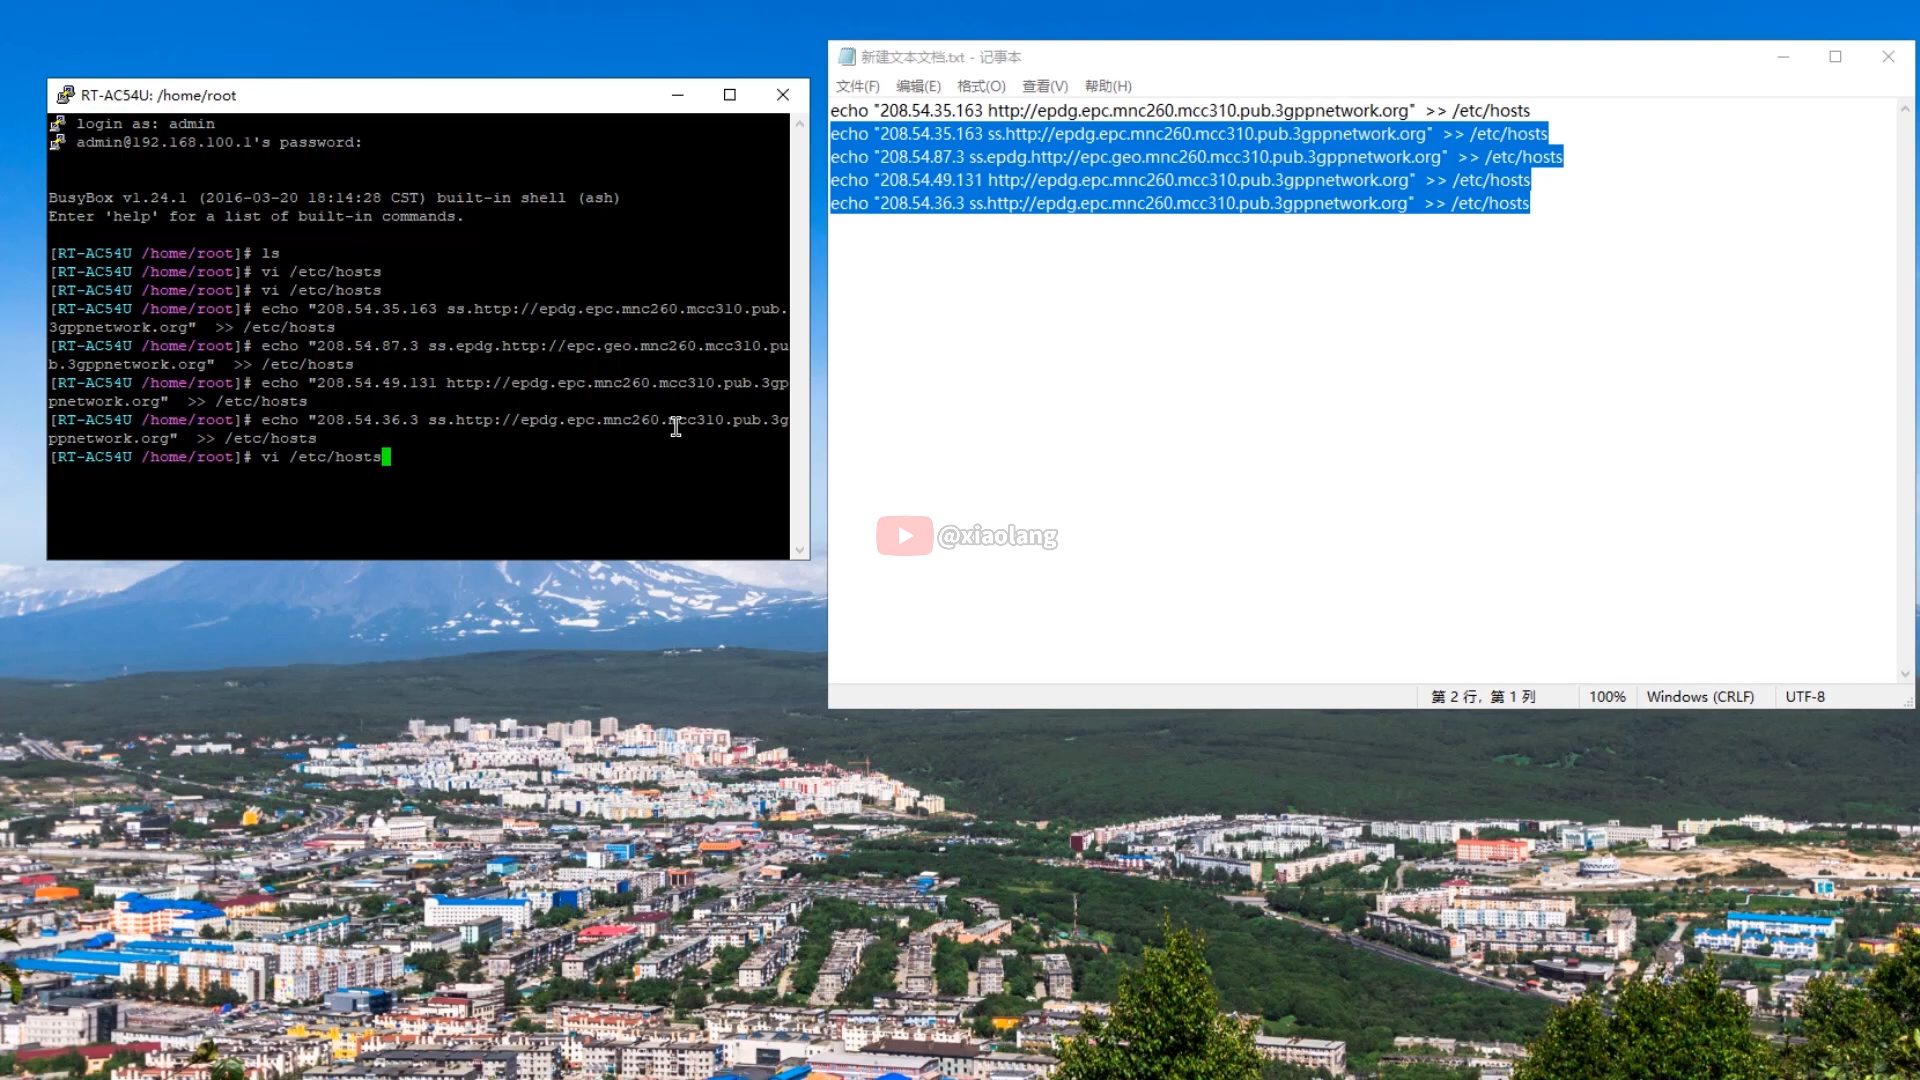 RT-AC54U: /home/root
login as: admin
admin@192.168.100.1's password:
BusyBox v1.24.1 (2016-03-20 18:14:28 CST) built-in shell (ash)
Enter 'help' for a list of built-in commands.
[RT-AC54U /home/root]# ls
[RT-AC54U /home/root]# vi /etc/hosts
[RT-AC54U /home/root]# vi /etc/hosts
[RT-AC54U /home/root]# echo "208.54.35.163 ss.http://epdg.epc.mnc260.mcc310.pub.
3gppnetwork.org"  >> /etc/hosts
[RT-AC54U /home/root]# echo "208.54.87.3 ss.epdg.http://epc.geo.mnc260.mcc310.pu
b.3gppnetwork.org"  >> /etc/hosts
[RT-AC54U /home/root]# echo "208.54.49.131 http://epdg.epc.mnc260.mcc310.pub.3gp
pnetwork.org"  >> /etc/hosts
[RT-AC54U /home/root]# echo "208.54.36.3 ss.http://epdg.epc.mnc260.mcc310.pub.3g
ppnetwork.org"  >> /etc/hosts
[RT-AC54U /home/root]# vi /etc/hosts
新建文本文档.txt - 记事本
文件(F) 编辑(E) 格式(O) 查看(V) 帮助(H)
echo "208.54.35.163 http://epdg.epc.mnc260.mcc310.pub.3gppnetwork.org"  >> /etc/hosts
echo "208.54.35.163 ss.http://epdg.epc.mnc260.mcc310.pub.3gppnetwork.org"  >> /etc/hosts
echo "208.54.87.3 ss.epdg.http://epc.geo.mnc260.mcc310.pub.3gppnetwork.org"  >> /etc/hosts
echo "208.54.49.131 http://epdg.epc.mnc260.mcc310.pub.3gppnetwork.org"  >> /etc/hosts
echo "208.54.36.3 ss.http://epdg.epc.mnc260.mcc310.pub.3gppnetwork.org"  >> /etc/hosts
@xiaolang
第 2 行，第 1 列 100% Windows (CRLF) UTF-8